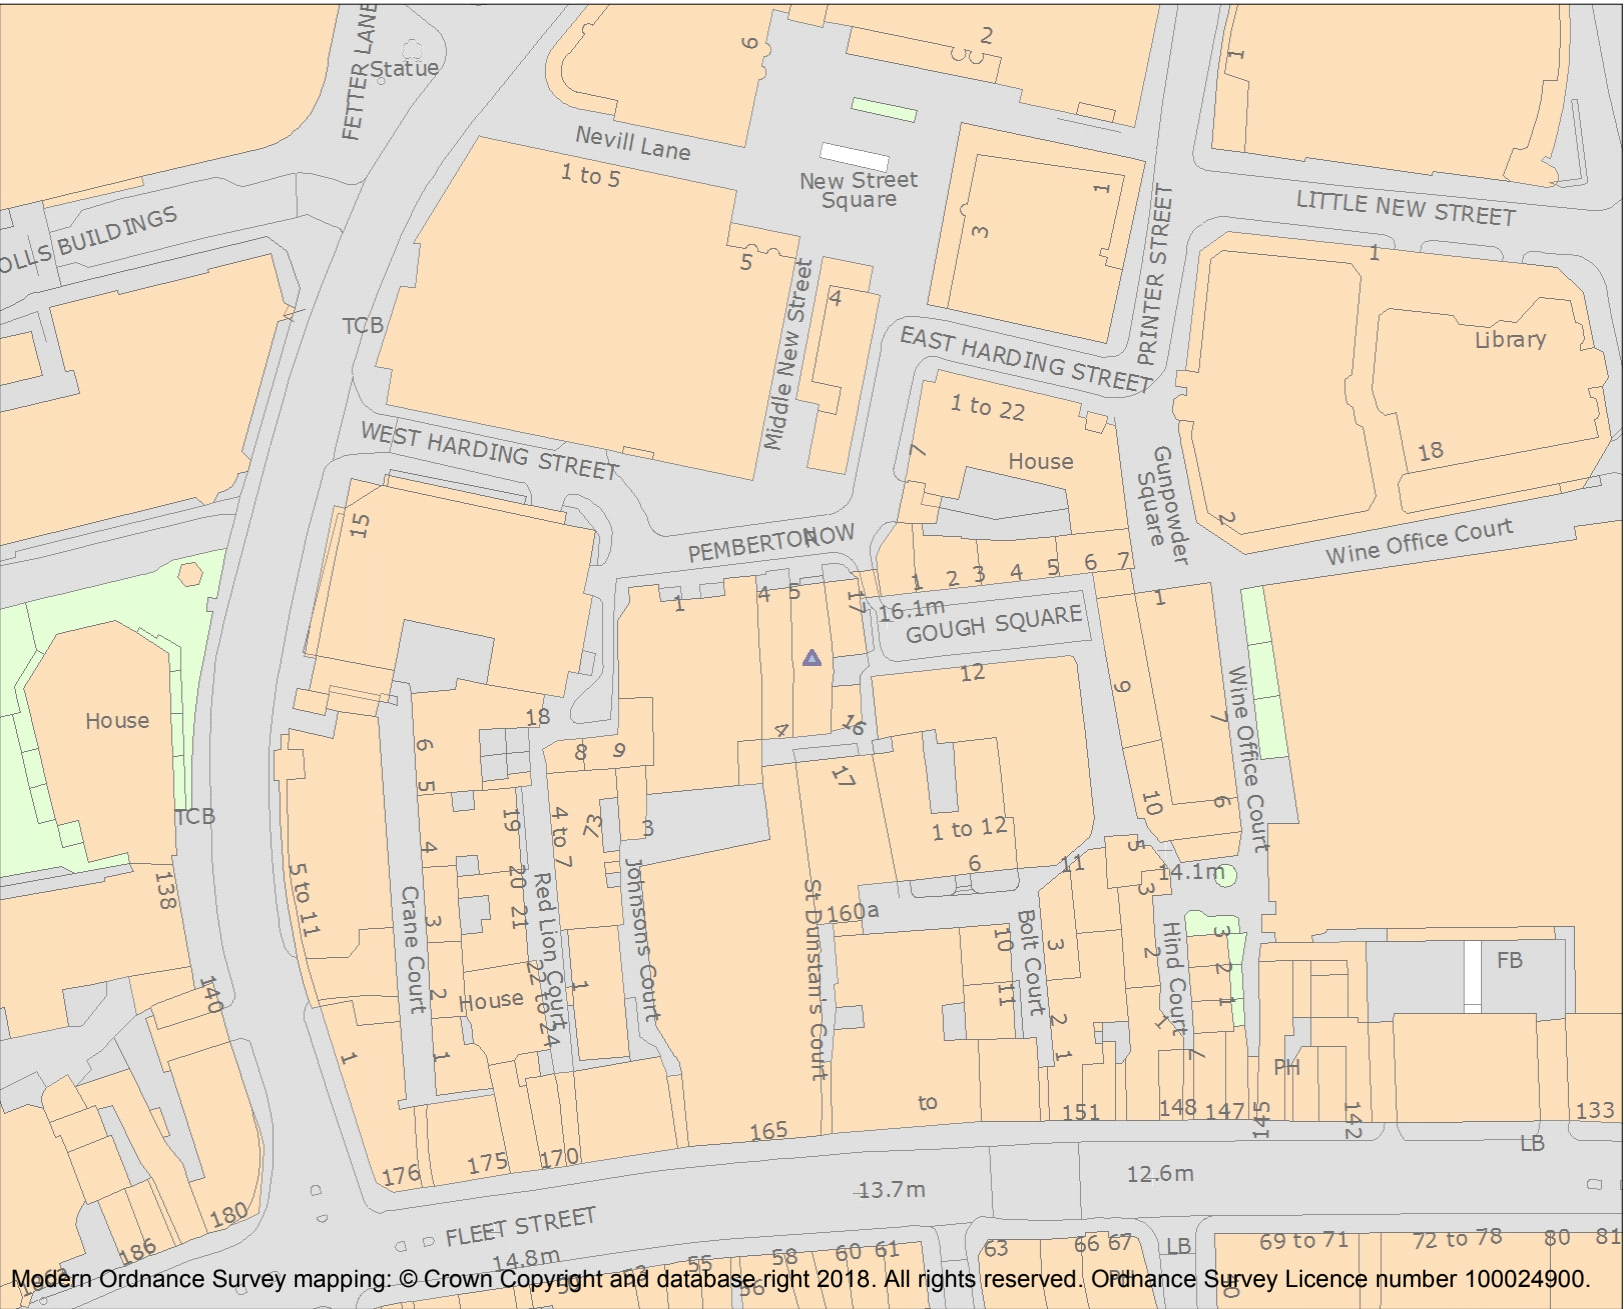 FETTER LANE
Statue
6
2
1
Nevill Lane
1 to 5
New Street
Square
1
3
PRINTER STREET
LITTLE NEW STREET
OLLS BUILDINGS
5
Middle New Street
4
1
Library
18
2
TCB
EAST HARDING STREET
1 to 22
7
House
Gunpowder
Square
WEST HARDING STREET
15
PEMBERTON ROW
Wine Office Court
1
4
5
17
1
2
3
4
5
6
7
16.1m
GOUGH SQUARE
1
12
9
7
Wine Office Court
House
18
6
5
8
9
4
16
17
10
6
TCB
19
4 to 7
73
3
1 to 12
4
6
11
5
14.1m
138
5 to 11
Crane Court
20
21
Red Lion Court
Johnsons Court
St Dunstan's Court
160a
3
3
10
Bolt Court
3
2
Hind Court
3
2
1
FB
140
2
House
22 to 24
1
11
2
1
1
7
PH
1
1
to
165
151
148
147
145
142
133
LB
176
175
170
180
186
13.7m
12.6m
FLEET STREET
14.8m
55
56
58
60
61
63
66
67
LB
69 to 71
72 to 78
80
81
PH
Modern Ordnance Survey mapping: © Crown Copyright and database right 2018. All rights reserved. Ordnance Survey Licence number 100024900.